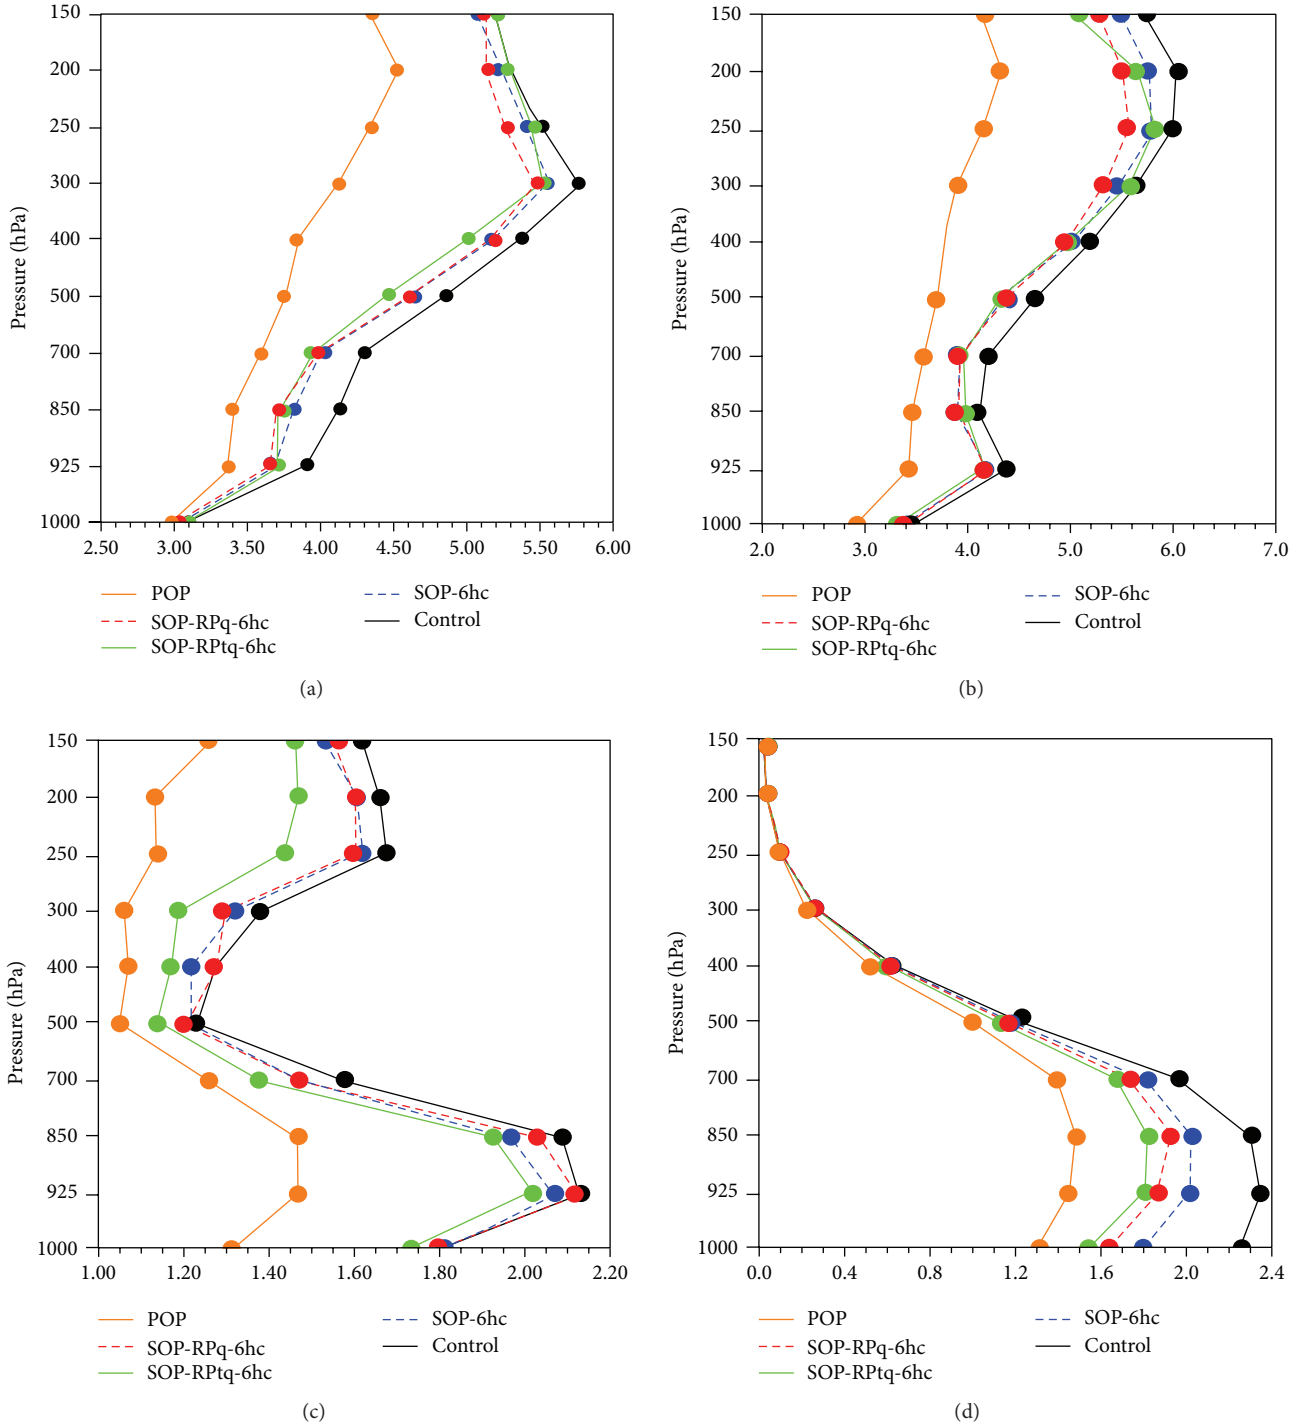 150
200
250
300
400
500
700
850
925
1000
Pressure (hPa)
2.50 3.00 3.50 4.00 4.50 5.00 5.50 6.00
POP
SOP-RPq-6hc
SOP-RPtq-6hc
SOP-6hc
Control
(a)
150
200
250
300
400
500
700
850
925
1000
Pressure (hPa)
2.0 3.0 4.0 5.0 6.0 7.0
POP
SOP-RPq-6hc
SOP-RPtq-6hc
SOP-6hc
Control
(b)
150
200
250
300
400
500
700
850
925
1000
Pressure (hPa)
1.00 1.20 1.40 1.60 1.80 2.00 2.20
POP
SOP-RPq-6hc
SOP-RPtq-6hc
SOP-6hc
Control
(c)
150
200
250
300
400
500
700
850
925
1000
Pressure (hPa)
0.0 0.4 0.8 1.2 1.6 2.0 2.4
POP
SOP-RPq-6hc
SOP-RPtq-6hc
SOP-6hc
Control
(d)